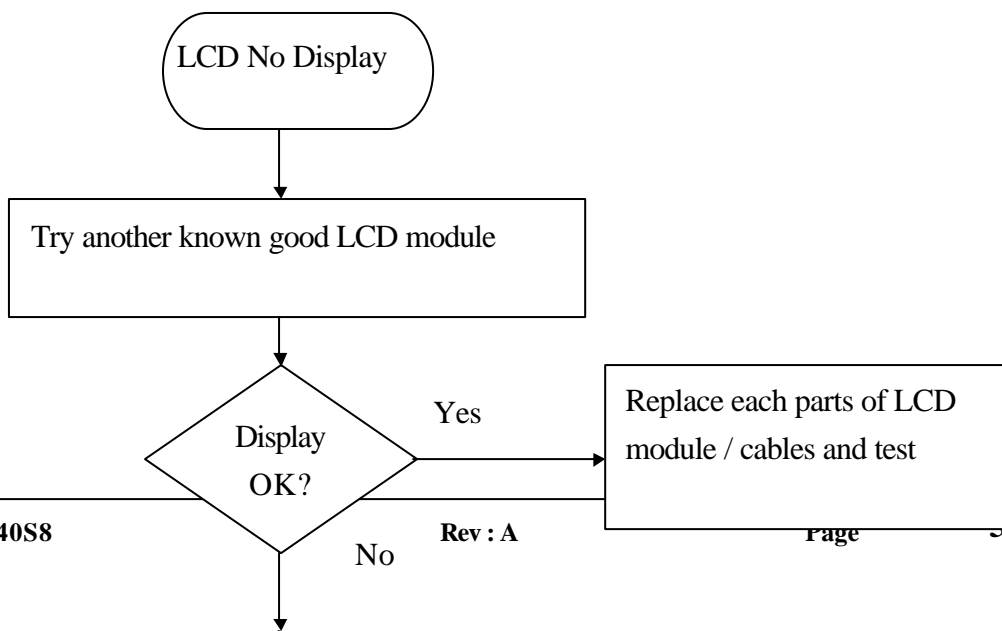 LCD No Display
Try another known good LCD module
Display
OK?
Yes
Replace each parts of LCD
module / cables and test
No
40S8
Rev : A
Page